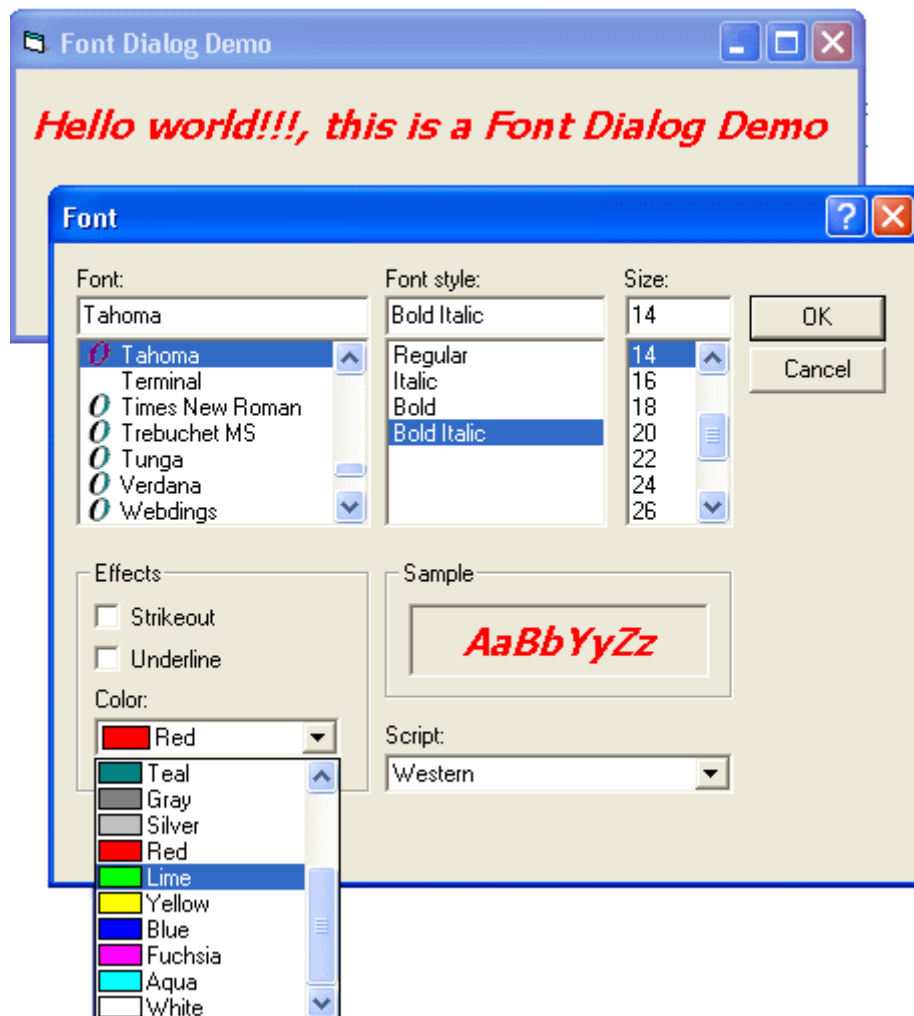 Font Dialog Demo
Hello world!!!, this is a Font Dialog Demo
Font
?
Font:
Tahoma
Tahoma
Terminal
Times New Roman
Trebuchet MS
Tunga
Verdana
Webdings
Font style:
Bold Italic
Regular
Italic
Bold
Bold Italic
Size:
14
14
16
18
20
22
24
26
OK
Cancel
Effects
Strikeout
Underline
Color:
Red
Teal
Gray
Silver
Red
Lime
Yellow
Blue
Fuchsia
Aqua
White
Sample
AaBbYyZz
Script:
Western